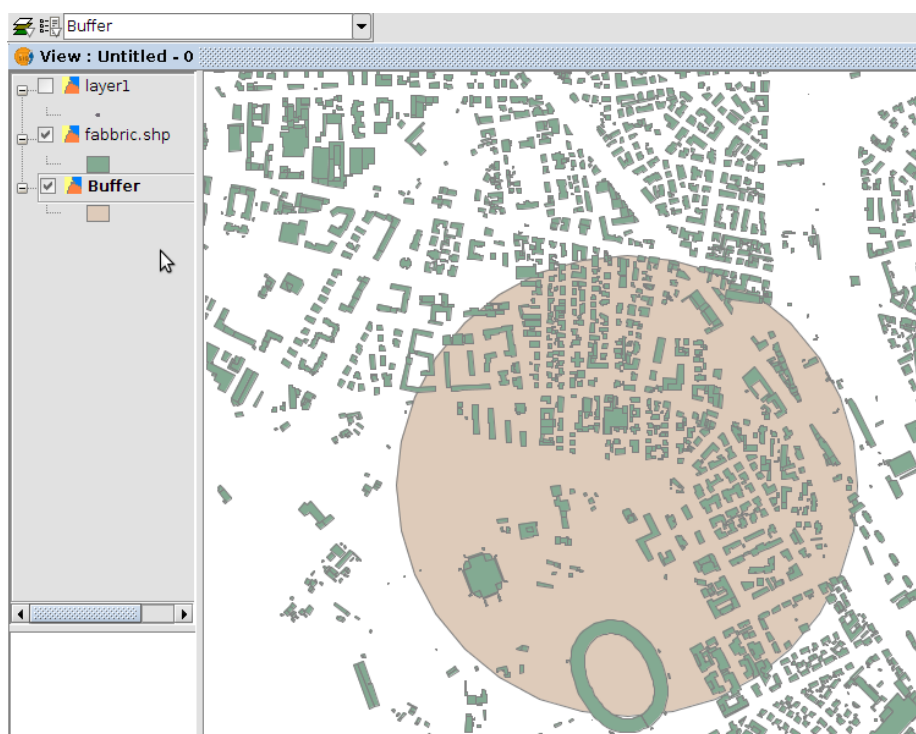 Buffer
View : Untitled - 0
layer1
fabbric.shp
Buffer